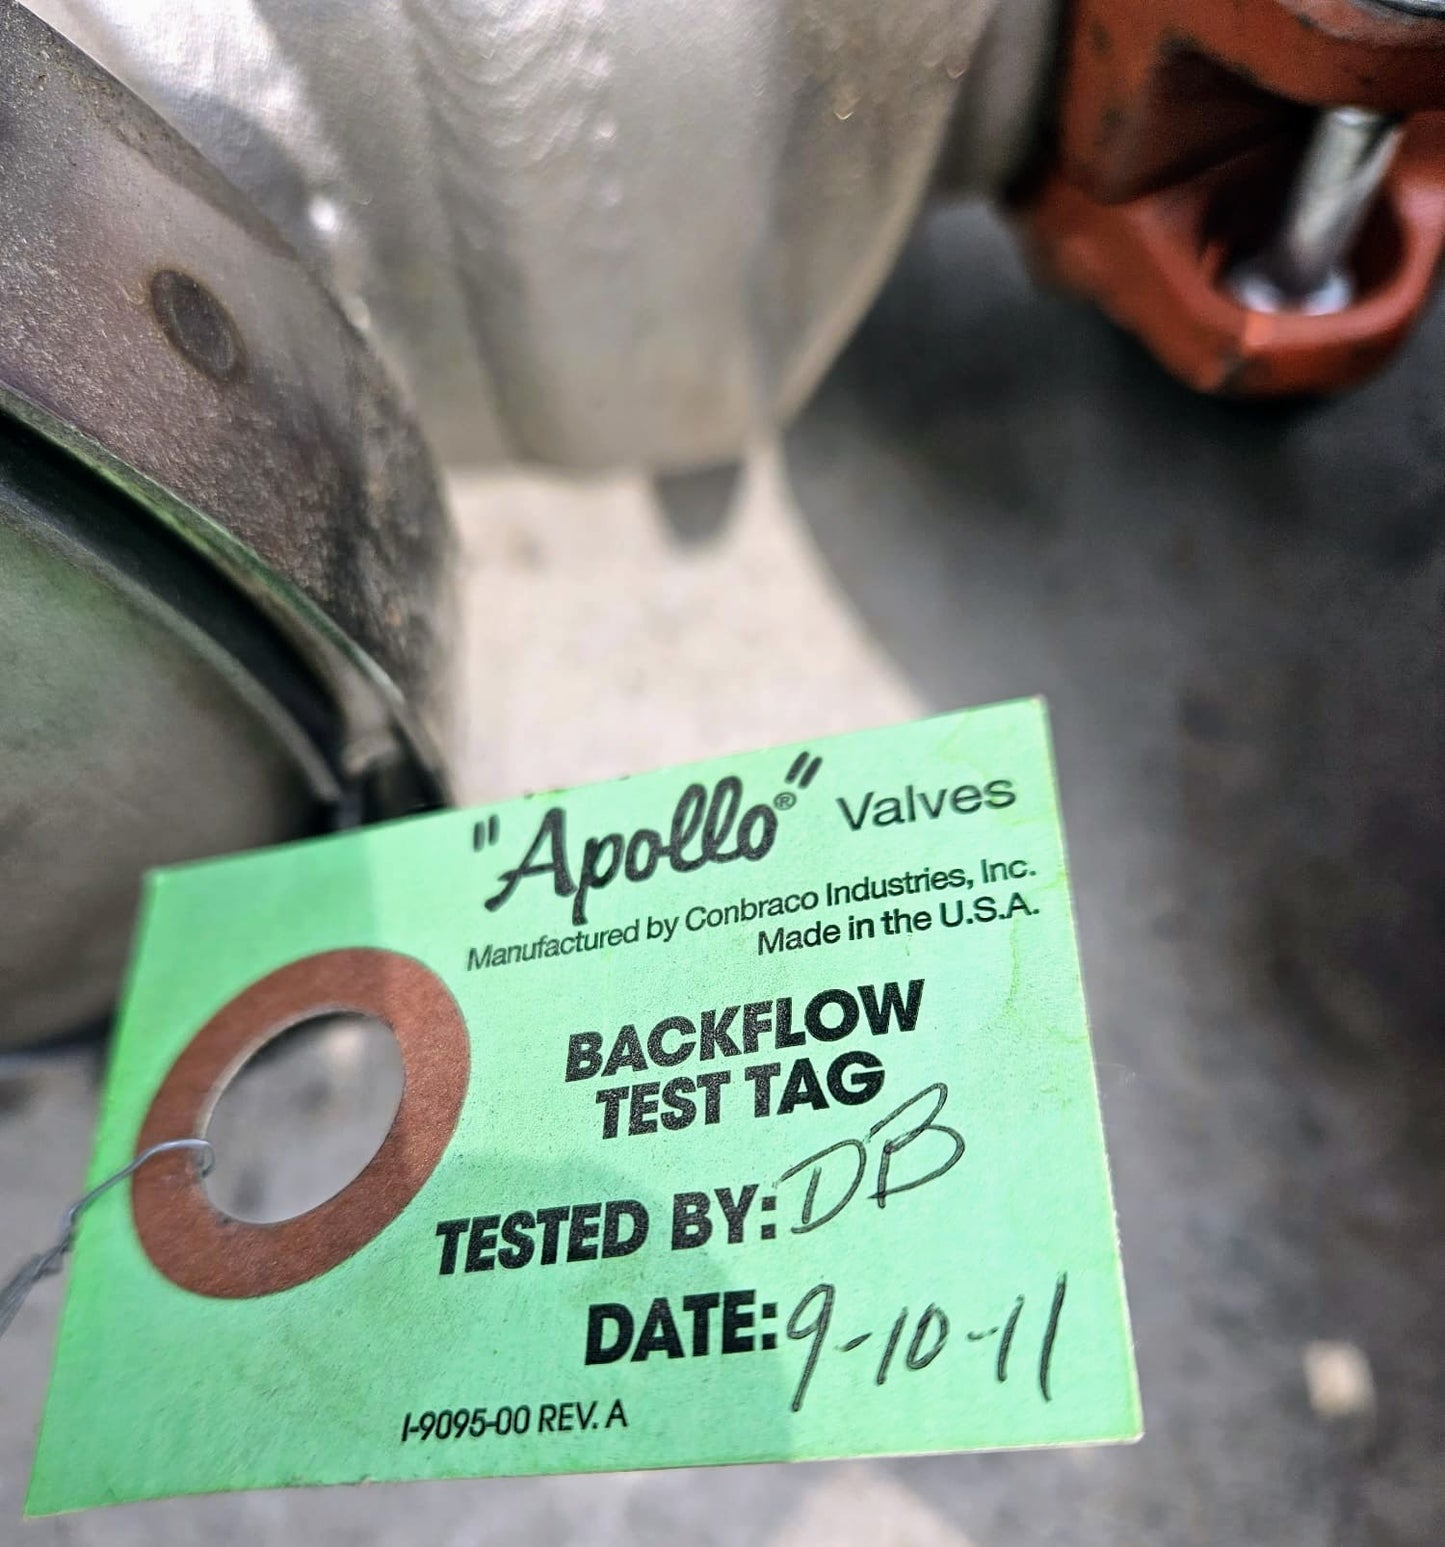 "Apollo®" Valves
Manufactured by Conbraco Industries, Inc.
Made in the U.S.A.
BACKFLOW
TEST TAG
TESTED BY: DB
DATE: 9-10-11
I-9095-00 REV. A